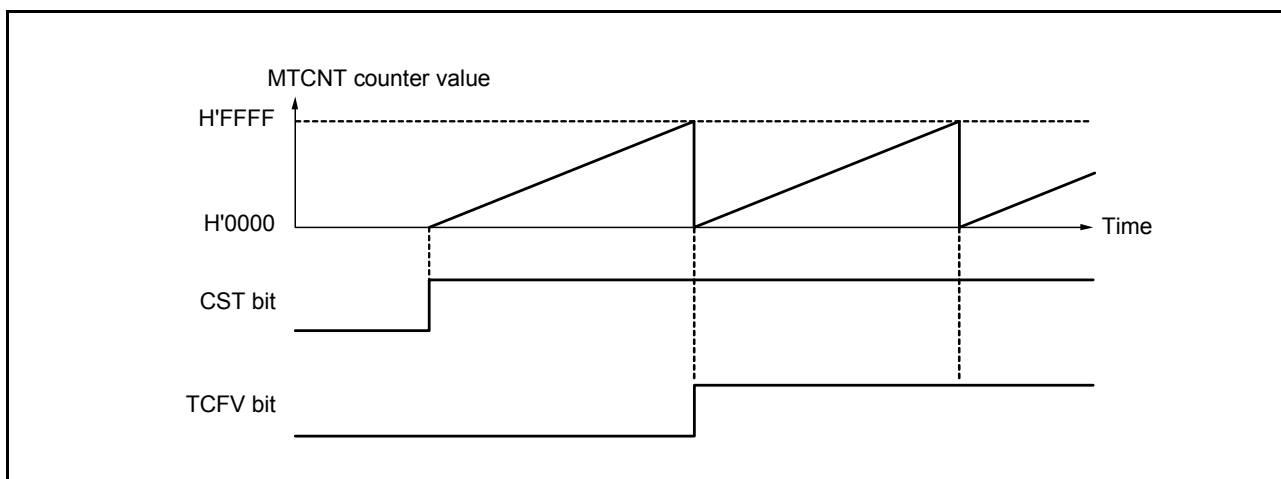 MTCNT counter value
H'FFFF
H'0000
Time
CST bit
TCFV bit